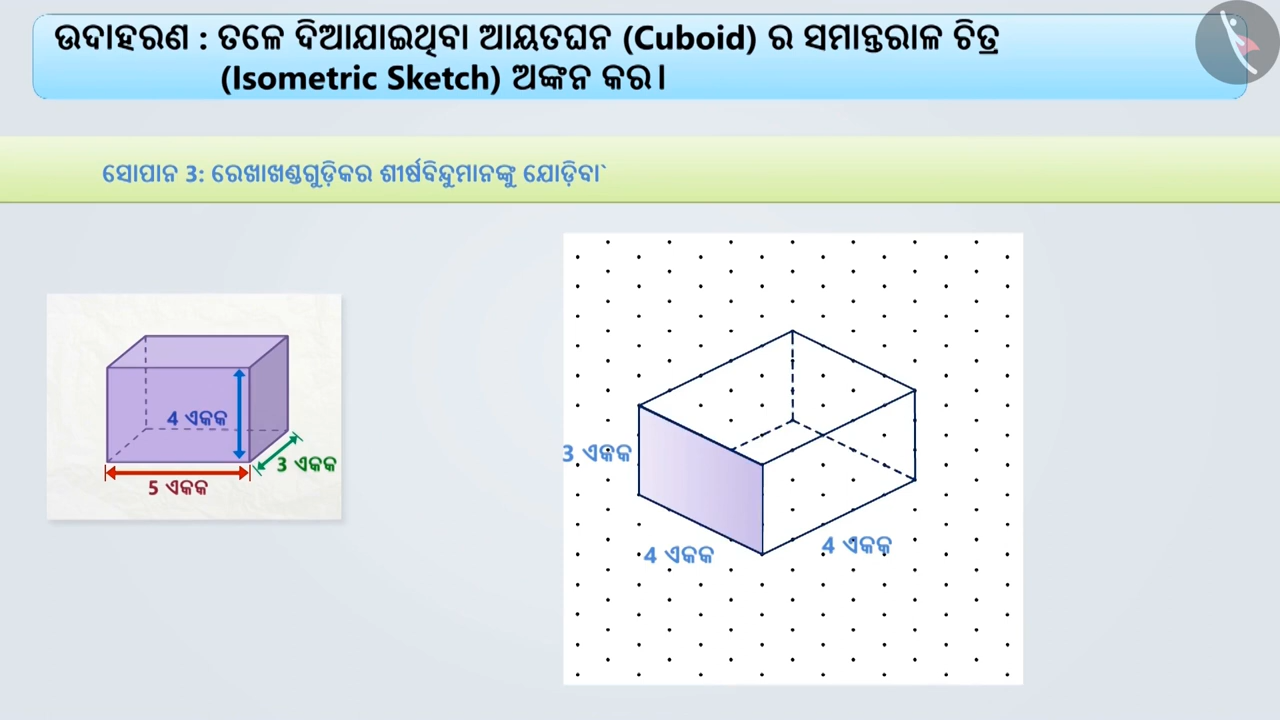 ଉଦାହରଣ : ତଳେ ଦିଆଯାଇଥିବା ଆୟତଘନ (Cuboid) ର ସମାନ୍ତରାଳ ଚିତ୍ର
(Isometric Sketch) ଅଙ୍କନ କର।
ସୋପାନ 3: ରେଖାଖଣ୍ଡଗୁଡ଼ିକର ଶୀର୍ଷବିନ୍ଦୁମାନଙ୍କୁ ଯୋଡ଼ିବା`
4 ଏକକ
3 ଏକକ
5 ଏକକ
3 ଏକକ
4 ଏକକ
4 ଏକକ